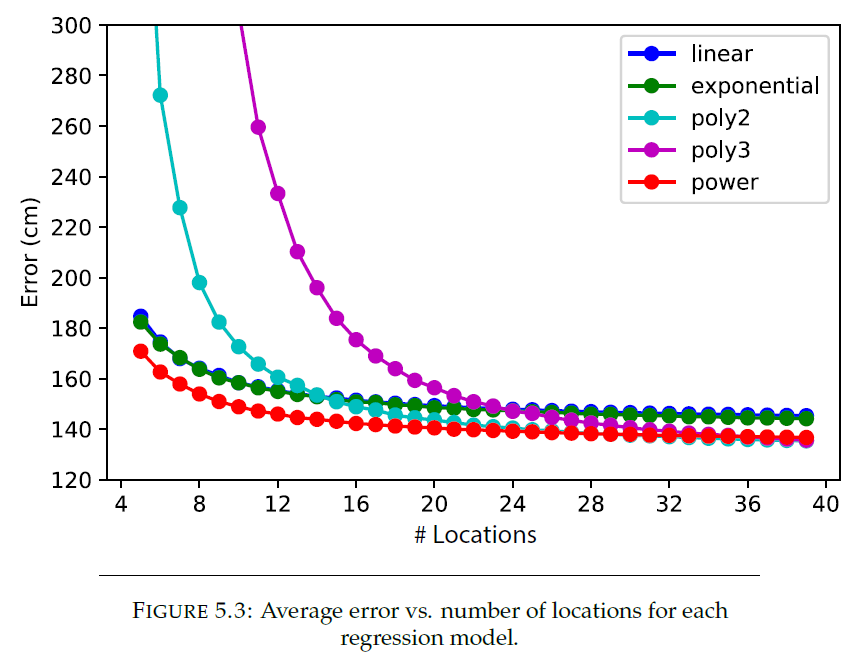 300
280
260
240
220
200
180
160
140
120
Error (cm)
linear
exponential
poly2
poly3
power
4 8 12 16 20 24 28 32 36 40
# Locations
FIGURE 5.3: Average error vs. number of locations for each
regression model.